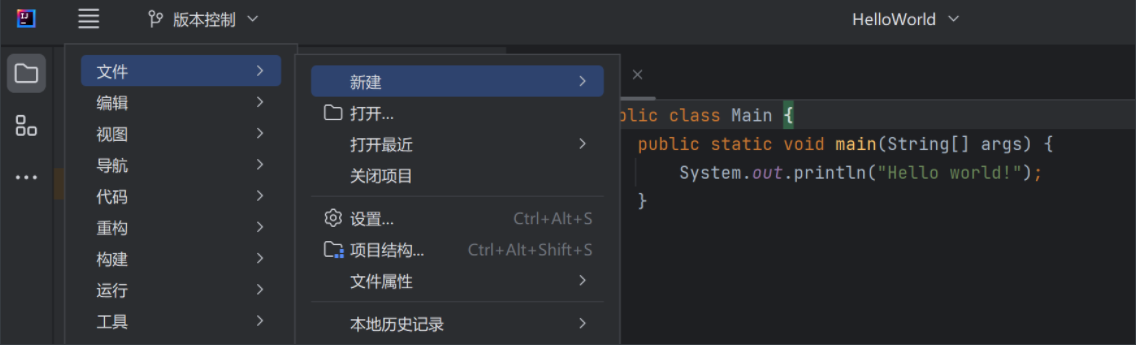 IJ
版本控制
HelloWorld
文件
编辑
视图
导航
代码
重构
构建
运行
工具
新建
打开...
打开最近
关闭项目
设置... Ctrl+Alt+S
项目结构... Ctrl+Alt+Shift+S
文件属性
本地历史记录
blic class Main {
public static void main(String[] args) {
System.out.println("Hello world!");
}